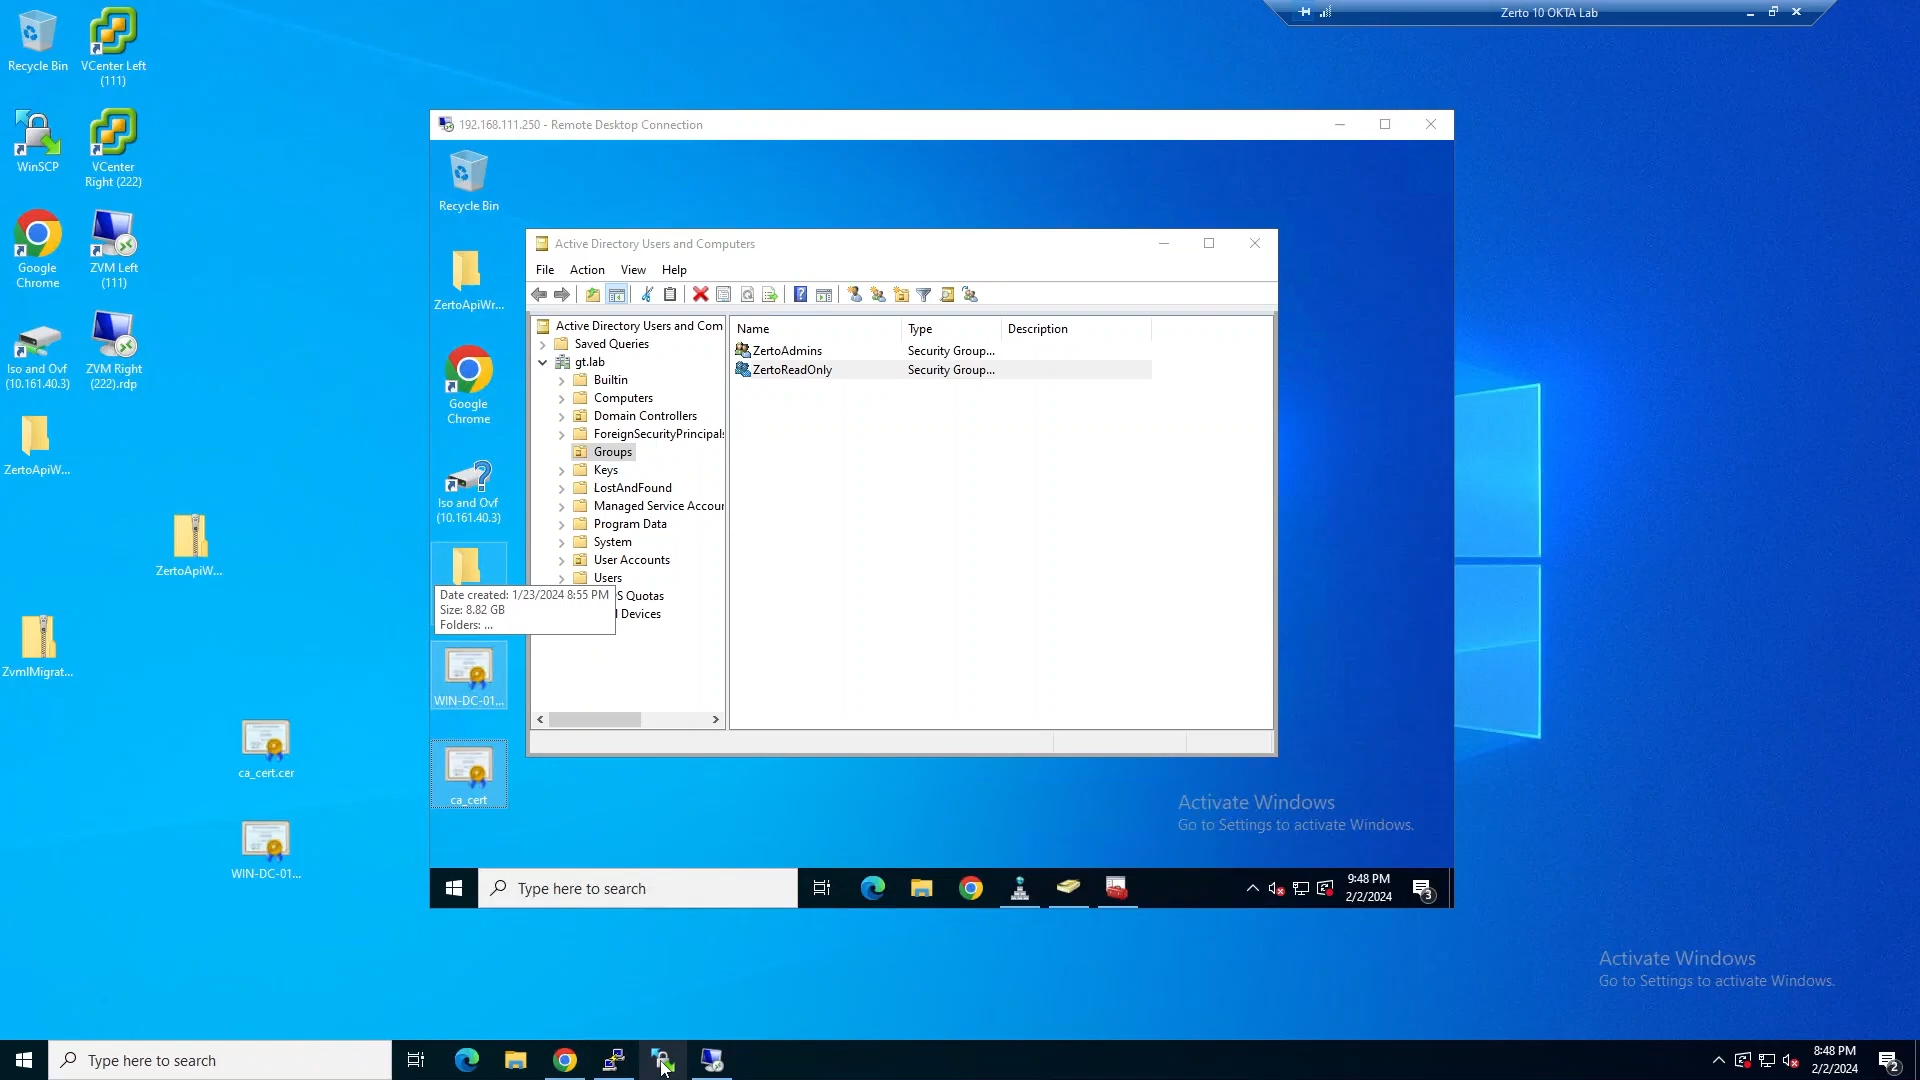 Zerto 10 OKTA Lab
Recycle Bin
VCenter Left
(111)
WinSCP
VCenter
Right (222)
Google
Chrome
ZVM Left
(111)
Iso and Ovf
(10.161.40.3)
ZVM Right
(222).rdp
ZertoApiW...
ZertoApiW...
ZvmlMigrat...
ca_cert.cer
WIN-DC-01...
192.168.111.250 - Remote Desktop Connection
Recycle Bin
ZertoApiWr...
Google
Chrome
Iso and Ovf
(10.161.40.3)
Date created: 1/23/2024 8:55 PM
Size: 8.82 GB
Folders: ...
WIN-DC-01...
ca_cert
Active Directory Users and Computers
File Action View Help
Active Directory Users and Com
Saved Queries
gt.lab
Builtin
Computers
Domain Controllers
ForeignSecurityPrincipals
Groups
Keys
LostAndFound
Managed Service Accour
Program Data
System
User Accounts
Users
S Quotas
Devices
Name Type Description
ZertoAdmins Security Group...
ZertoReadOnly Security Group...
Activate Windows
Go to Settings to activate Windows.
Type here to search
9:48 PM
2/2/2024
3
Activate Windows
Go to Settings to activate Windows.
Type here to search
8:48 PM
2/2/2024
2